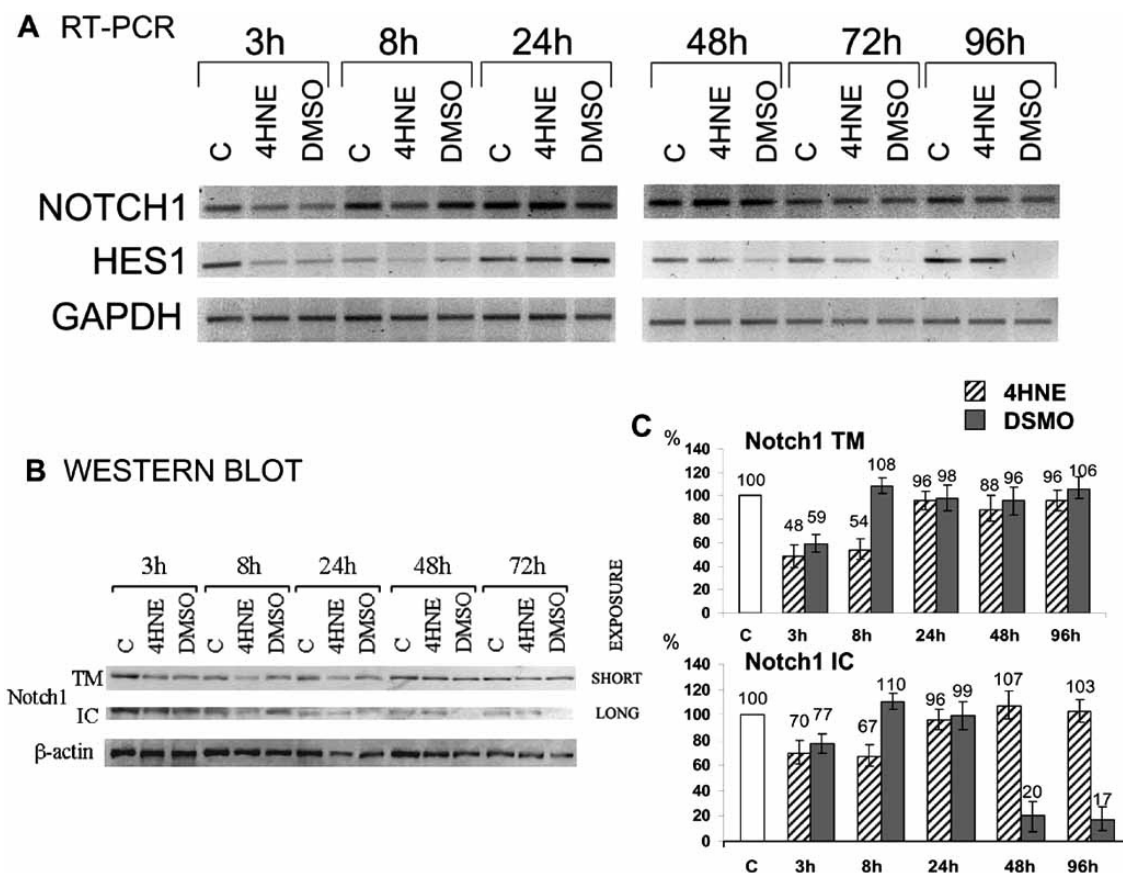 A RT-PCR
3h 8h 24h 48h 72h 96h
C 4HNE DMSO C 4HNE DMSO C 4HNE DMSO C 4HNE DMSO C 4HNE DMSO C 4HNE DMSO
NOTCH1
HES1
GAPDH
B WESTERN BLOT
3h 8h 24h 48h 72h
C 4HNE DMSO C 4HNE DMSO C 4HNE DMSO C 4HNE DMSO C 4HNE DMSO EXPOSURE
TM SHORT
Notch1
IC LONG
β-actin
4HNE
DSMO
C
% Notch1 TM
140
120
100
80
60
40
20
0
100 48 59 54 108 96 98 88 96 96 106
C 3h 8h 24h 48h 96h
% Notch1 IC
140
120
100
80
60
40
20
0
100 70 77 67 110 96 99 107 20 103 17
C 3h 8h 24h 48h 96h